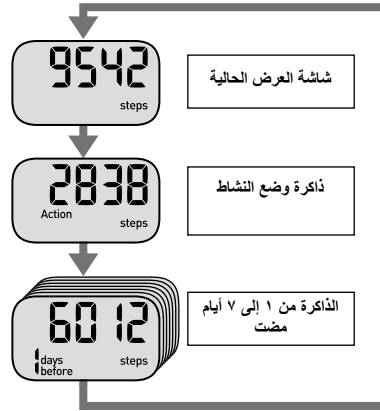 9542
steps
شاشة العرض الحالية
2838
Action
steps
ذاكرة وضع النشاط
6012
1 days
before
steps
الذاكرة من ١ إلى ٧ أيام
مضت